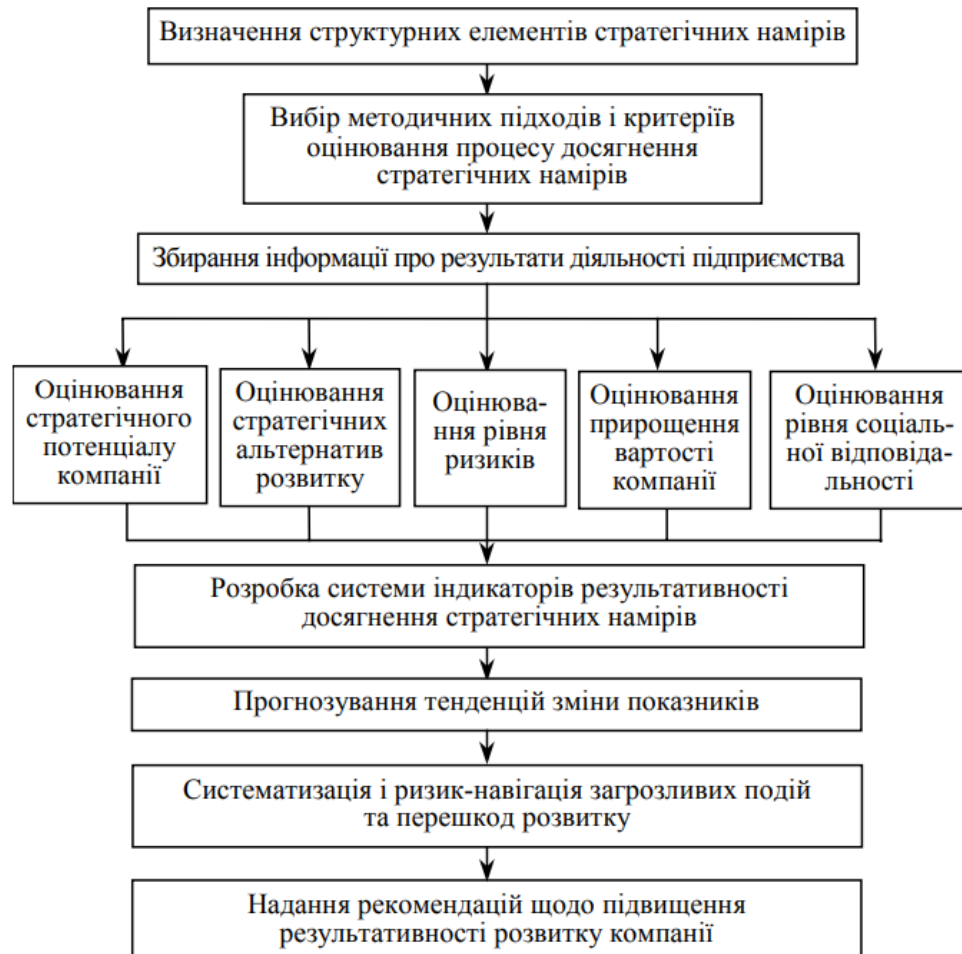 Визначення структурних елементів стратегічних намірів
Вибір методичних підходів і критеріїв
оцінювання процесу досягнення
стратегічних намірів
Збирання інформації про результати діяльності підприємства
Оцінювання
стратегічного
потенціалу
компанії
Оцінювання
стратегічних
альтернатив
розвитку
Оцінюва-
ння рівня
ризиків
Оцінювання
прирощення
вартості
компанії
Оцінювання
рівня соціаль-
ної відповіда-
льності
Розробка системи індикаторів результативності
досягнення стратегічних намірів
Прогнозування тенденцій зміни показників
Систематизація і ризик-навігація загрозливих подій
та перешкод розвитку
Надання рекомендацій щодо підвищення
результативності розвитку компанії